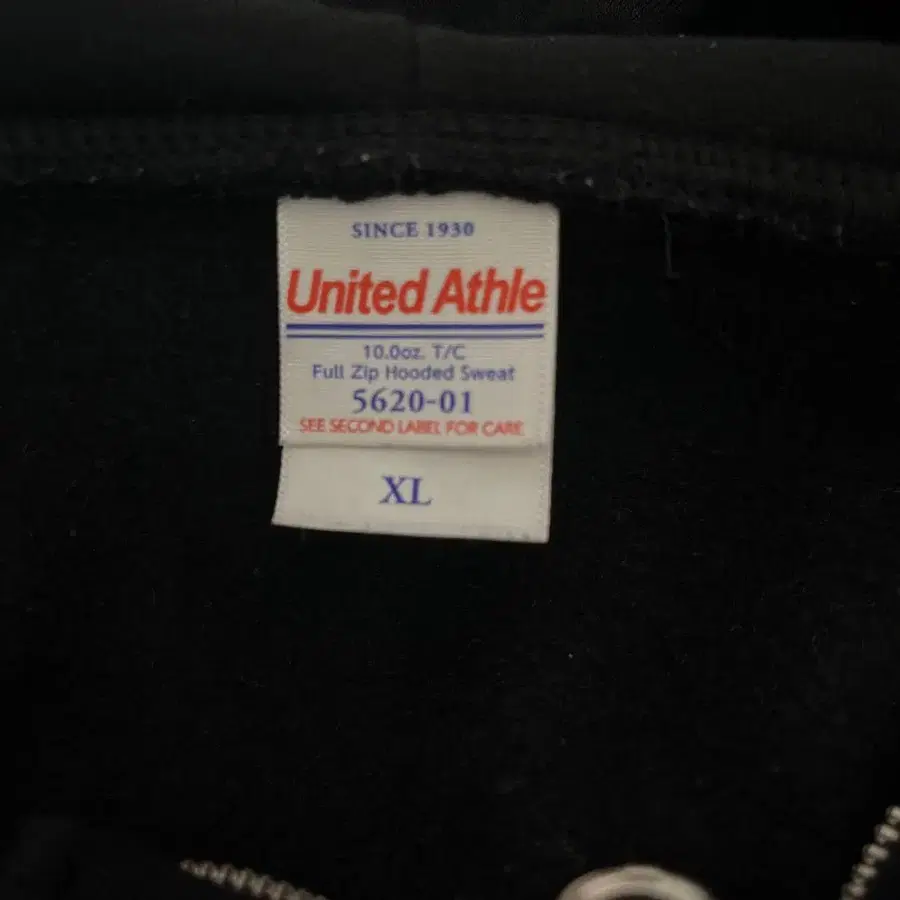 SINCE 1930
United Athle
10.0oz. T/C
Full Zip Hooded Sweat
5620-01
SEE SECOND LABEL FOR CARE
XL